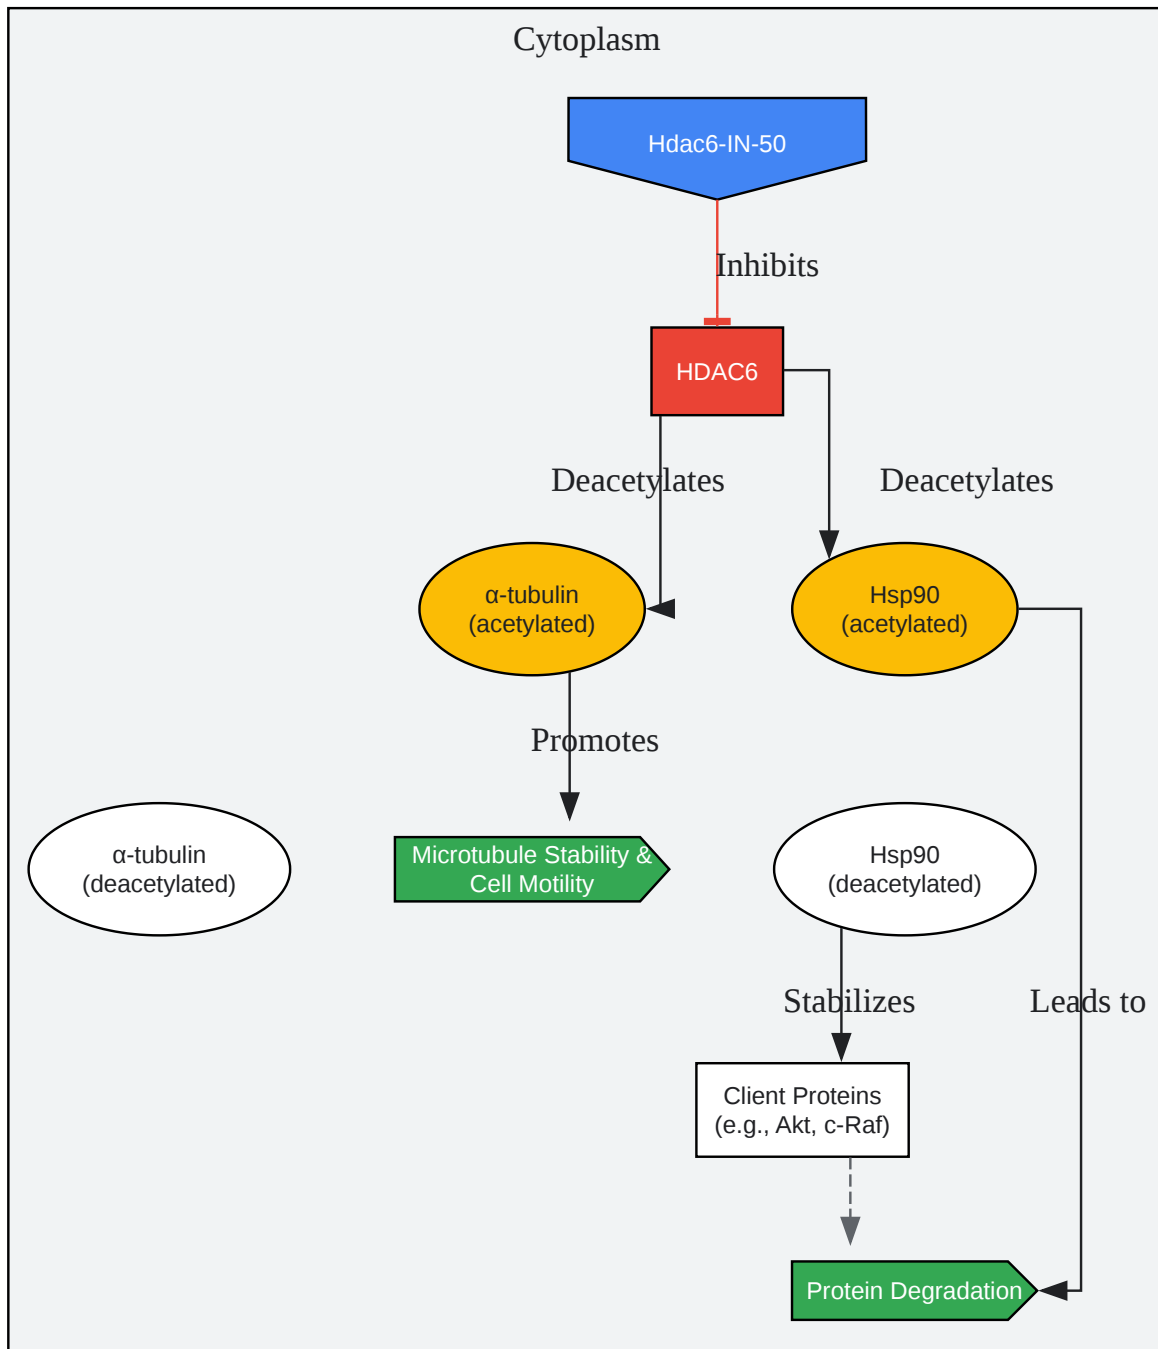 Cytoplasm
Hdac6-IN-50
Inhibits
HDAC6
Deacetylates
Deacetylates
α-tubulin
(acetylated)
Hsp90
(acetylated)
Promotes
α-tubulin
(deacetylated)
Microtubule Stability &
Cell Motility
Hsp90
(deacetylated)
Stabilizes
Leads to
Client Proteins
(e.g., Akt, c-Raf)
Protein Degradation